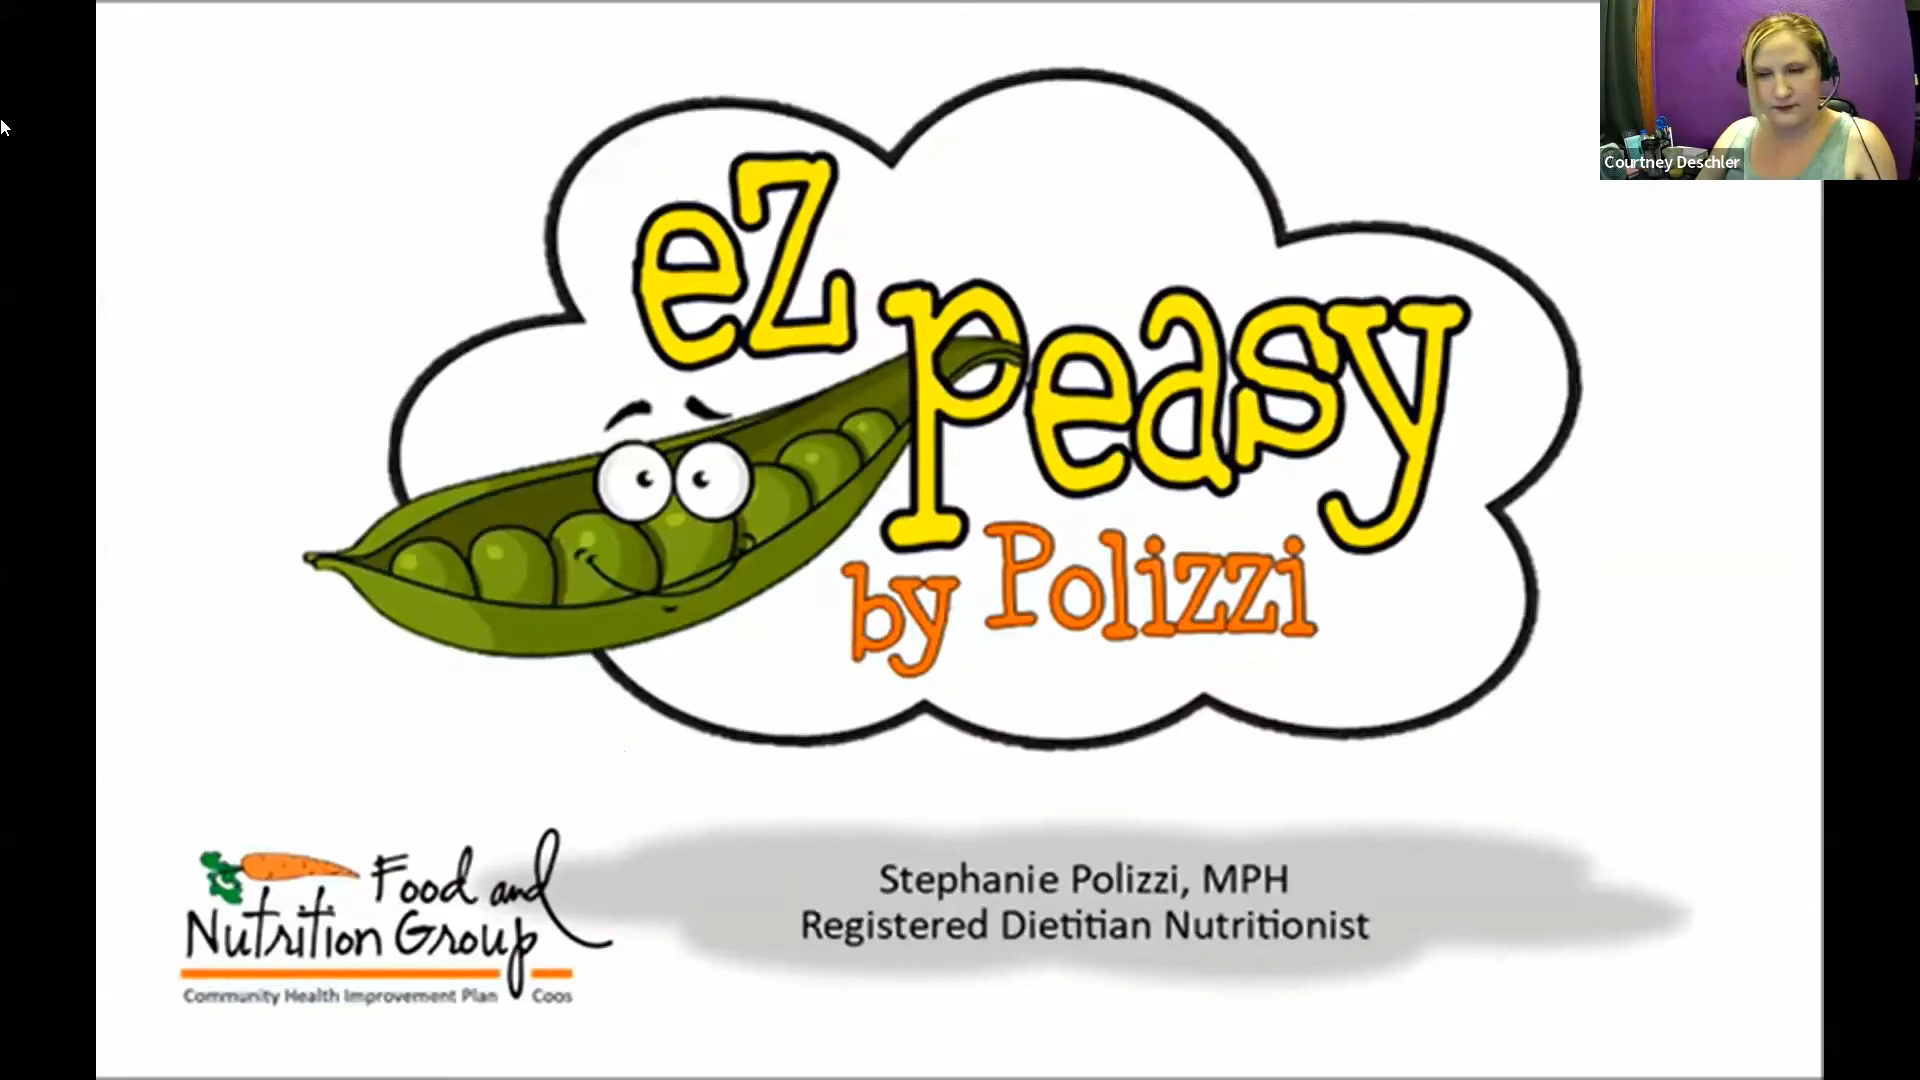 eZ
peasy
by Polizzi
Courtney Deschler
Food and
Nutrition Group
Community Health Improvement Plan Coos
Stephanie Polizzi, MPH
Registered Dietitian Nutritionist